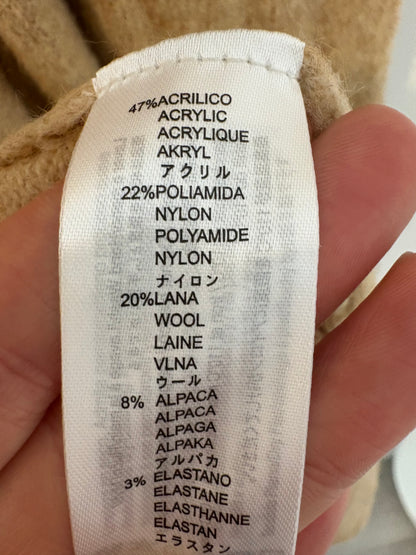 47% ACRILICO
ACRYLIC
ACRYLIQUE
AKRYL
アクリル
22% POLIAMIDA
NYLON
POLYAMIDE
NYLON
ナイロン
20% LANA
WOOL
LAINE
VLNA
ウール
8% ALPACA
ALPACA
ALPAGA
ALPAKA
アルパカ
3% ELASTANO
ELASTANE
ELASTHANNE
ELASTAN
エラスタン